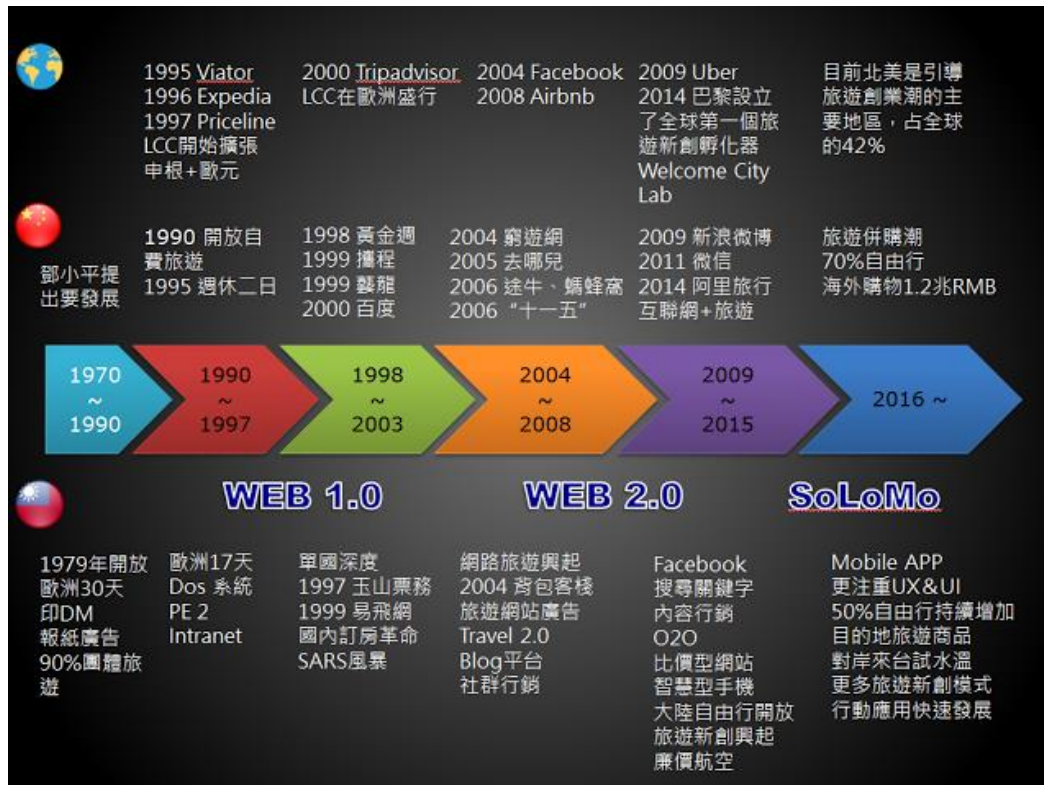 1995 Viator
1996 Expedia
1997 Priceline
LCC開始擴張
申根+歐元
2000 Tripadvisor
LCC在歐洲盛行
2004 Facebook
2008 Airbnb
2009 Uber
2014 巴黎設立
了全球第一個旅
遊新創孵化器
Welcome City
Lab
目前北美是引導
旅遊創業潮的主
要地區，占全球
的42%
鄧小平提
出要發展
1990 開放自
費旅遊
1995 週休二日
1998 黃金週
1999 攜程
1999 藝龍
2000 百度
2004 窮遊網
2005 去哪兒
2006 途牛、螞蜂窩
2006 “十一五”
2009 新浪微博
2011 微信
2014 阿里旅行
互聯網+旅遊
旅遊併購潮
70%自由行
海外購物1.2兆RMB
1970
~
1990
1990
~
1997
1998
~
2003
2004
~
2008
2009
~
2015
2016 ~
WEB 1.0
WEB 2.0
SoLoMo
1979年開放
歐洲30天
印DM
報紙廣告
90%團體旅
遊
歐洲17天
Dos 系統
PE 2
Intranet
單國深度
1997 玉山票務
1999 易飛網
國內訂房革命
SARS風暴
網路旅遊興起
2004 背包客棧
旅遊網站廣告
Travel 2.0
Blog平台
社群行銷
Facebook
搜尋關鍵字
內容行銷
O2O
比價型網站
智慧型手機
大陸自由行開放
旅遊新創興起
廉價航空
Mobile APP
更注重UX&UI
50%自由行持續增加
目的地旅遊商品
對岸來台試水溫
更多旅遊新創模式
行動應用快速發展